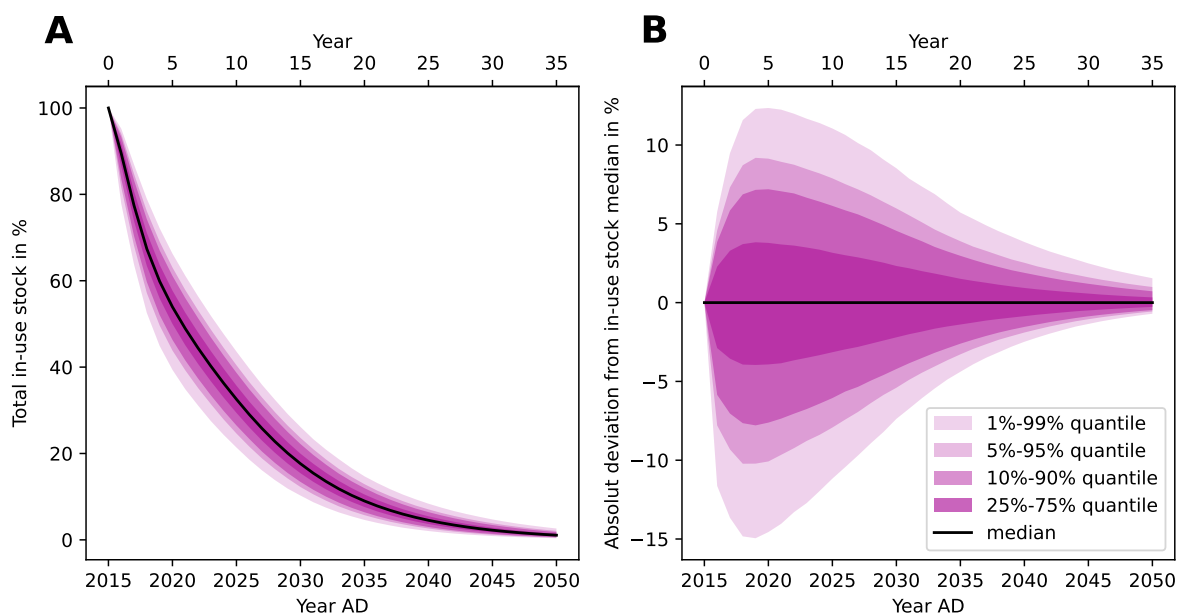 A
Year
0 5 10 15 20 25 30 35
Total in-use stock in %
100
80
60
40
20
0
2015 2020 2025 2030 2035 2040 2045 2050
Year AD
B
Year
0 5 10 15 20 25 30 35
Absolut deviation from in-use stock median in %
10
5
0
−5
−10
−15
1%-99% quantile
5%-95% quantile
10%-90% quantile
25%-75% quantile
median
2015 2020 2025 2030 2035 2040 2045 2050
Year AD